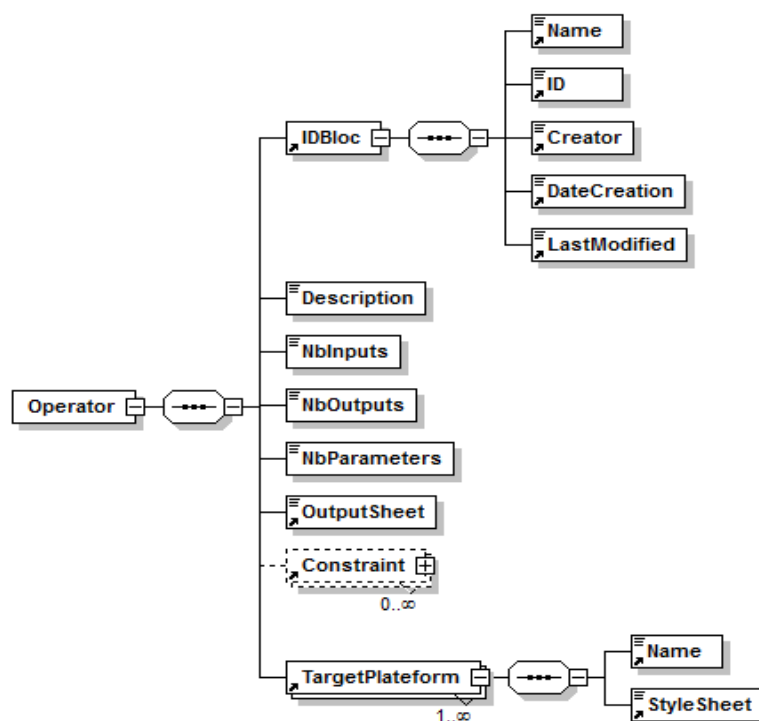 Name
ID
IDBloc
Creator
DateCreation
LastModified
Description
NbInputs
NbOutputs
Operator
NbParameters
OutputSheet
Constraint
0..∞
TargetPlateform
Name
StyleSheet
1..∞